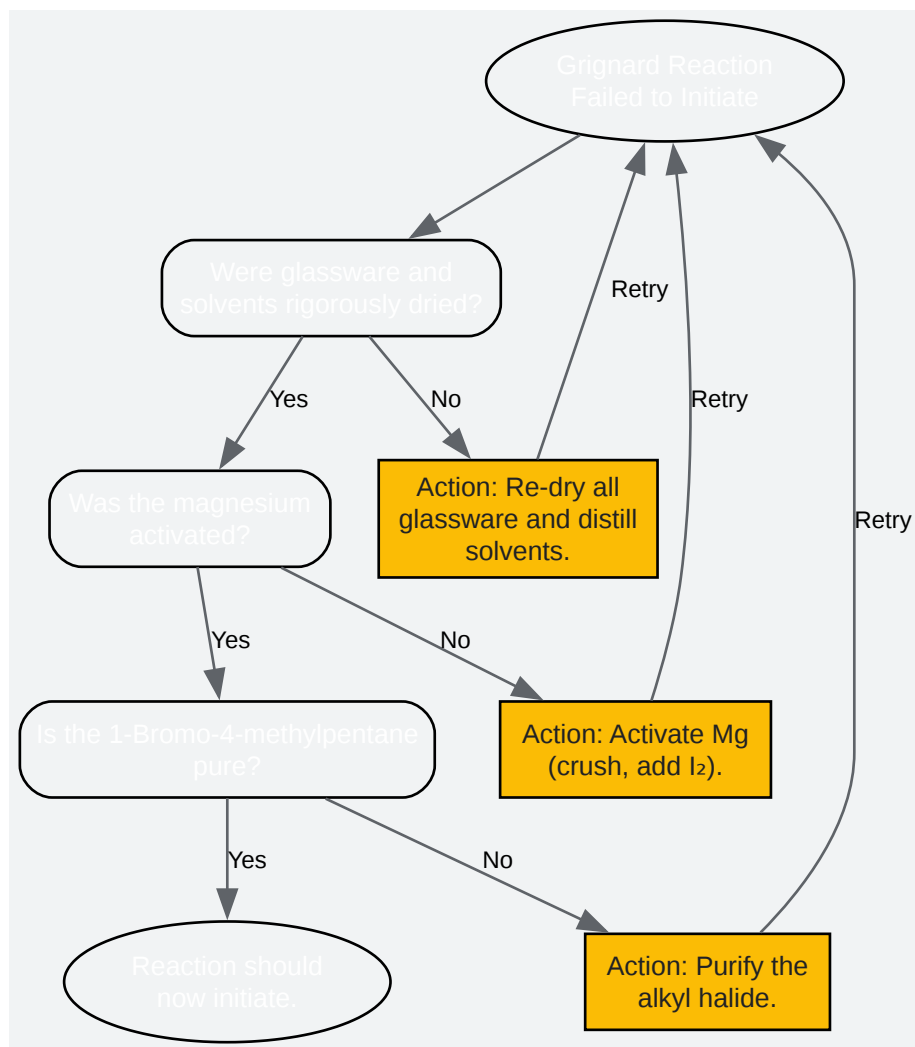 Grignard Reaction
Failed to Initiate
Were glassware and
solvents rigorously dried?
Retry
Yes
No
Retry
Action: Re-dry all
glassware and distill
solvents.
Was the magnesium
activated?
Retry
Yes
No
Is the 1-Bromo-4-methylpentane
pure?
Action: Activate Mg
(crush, add I₂).
Yes
No
Reaction should
now initiate.
Action: Purify the
alkyl halide.